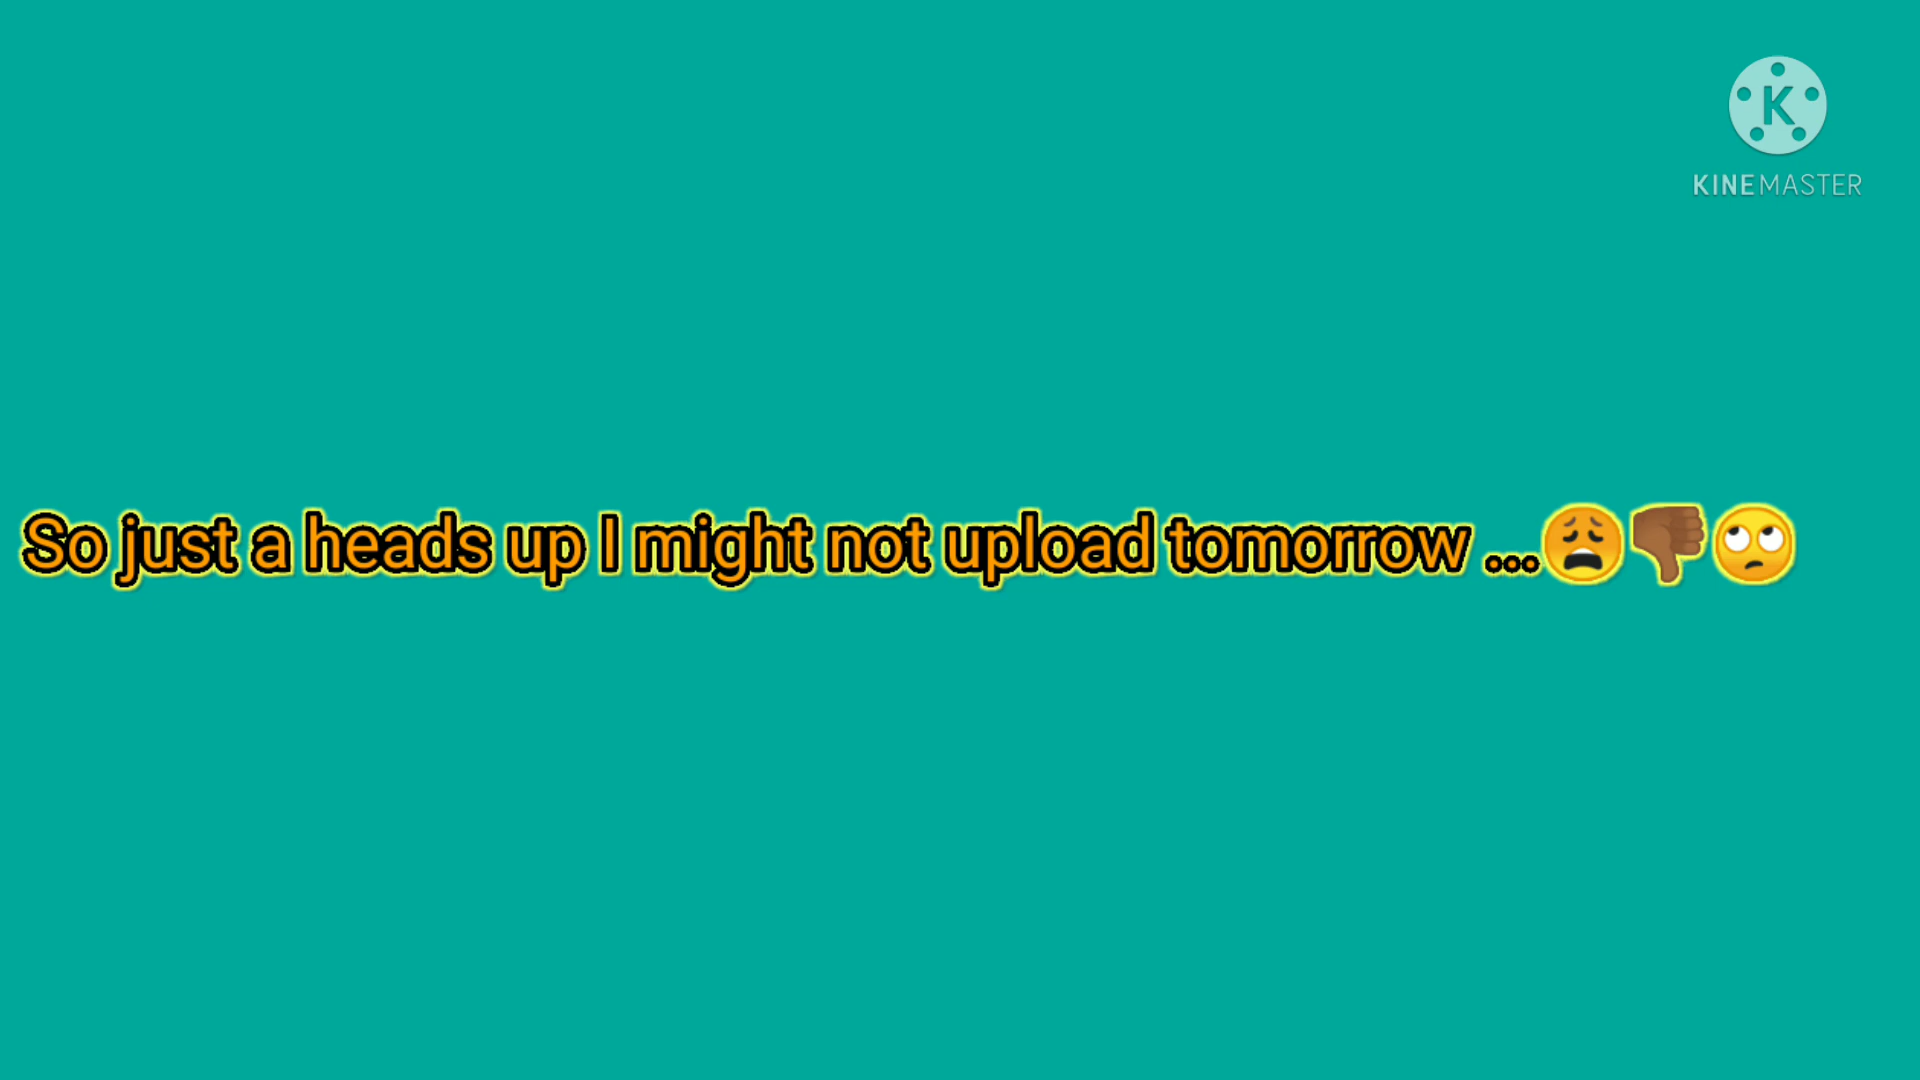 K
KINEMASTER
So just a heads up I might not upload tomorrow ...😩👎🏾🙄